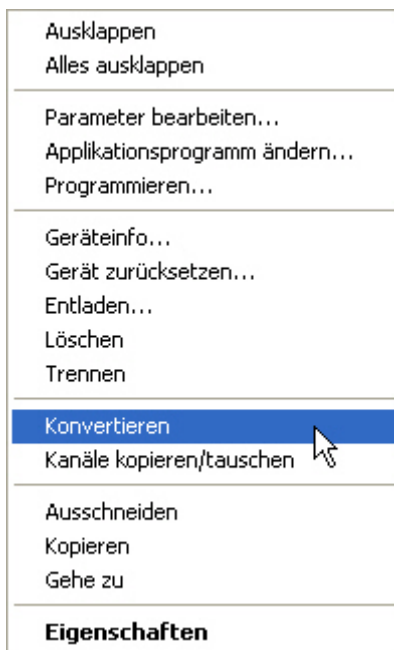 Ausklappen
Alles ausklappen
Parameter bearbeiten...
Applikationsprogramm ändern...
Programmieren...
Geräteinfo...
Gerät zurücksetzen...
Entladen...
Löschen
Trennen
Konvertieren
Kanäle kopieren/tauschen
Ausschneiden
Kopieren
Gehe zu
Eigenschaften